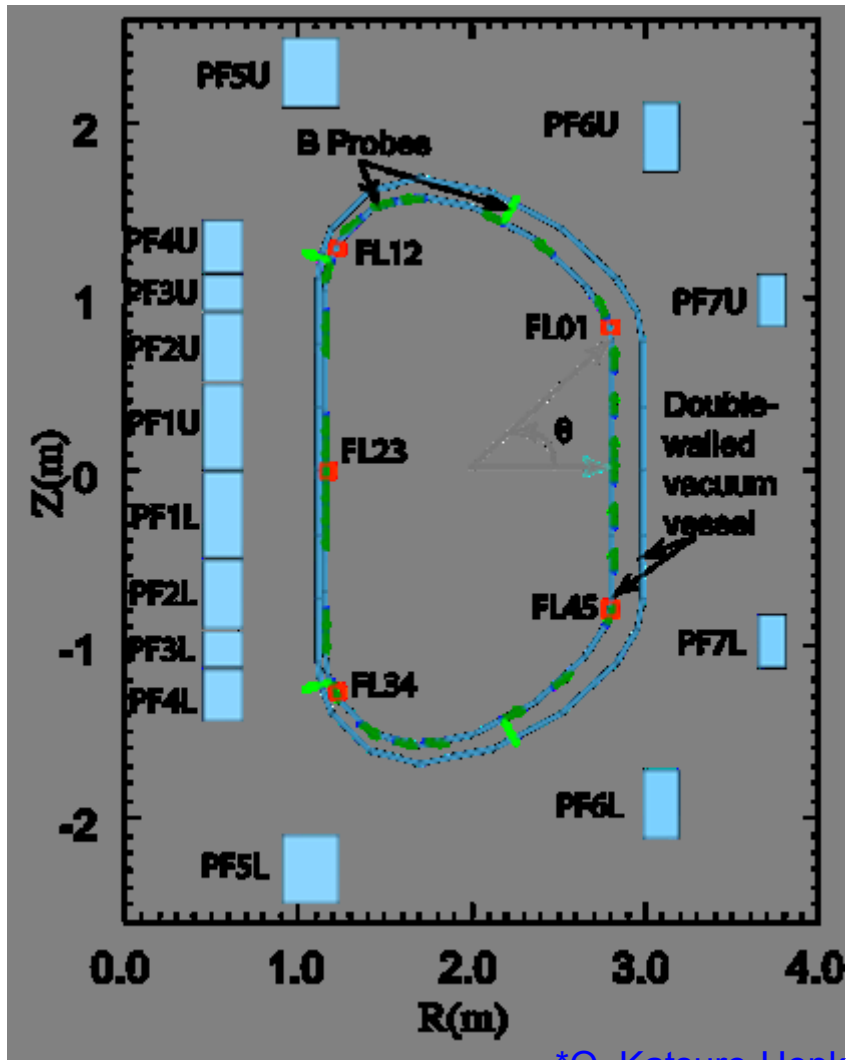 PF5U
PF6U
B Probes
PF4U
FL12
PF3U
PF7U
PF2U
FL01
Double-
walled
vacuum
vessel
PF1U
θ
FL23
PF1L
PF2L
FL45
PF3L
PF7L
FL34
PF4L
PF6L
PF5L
2
1
0
-1
-2
Z(m)
0.0 1.0 2.0 3.0 4.0
R(m)